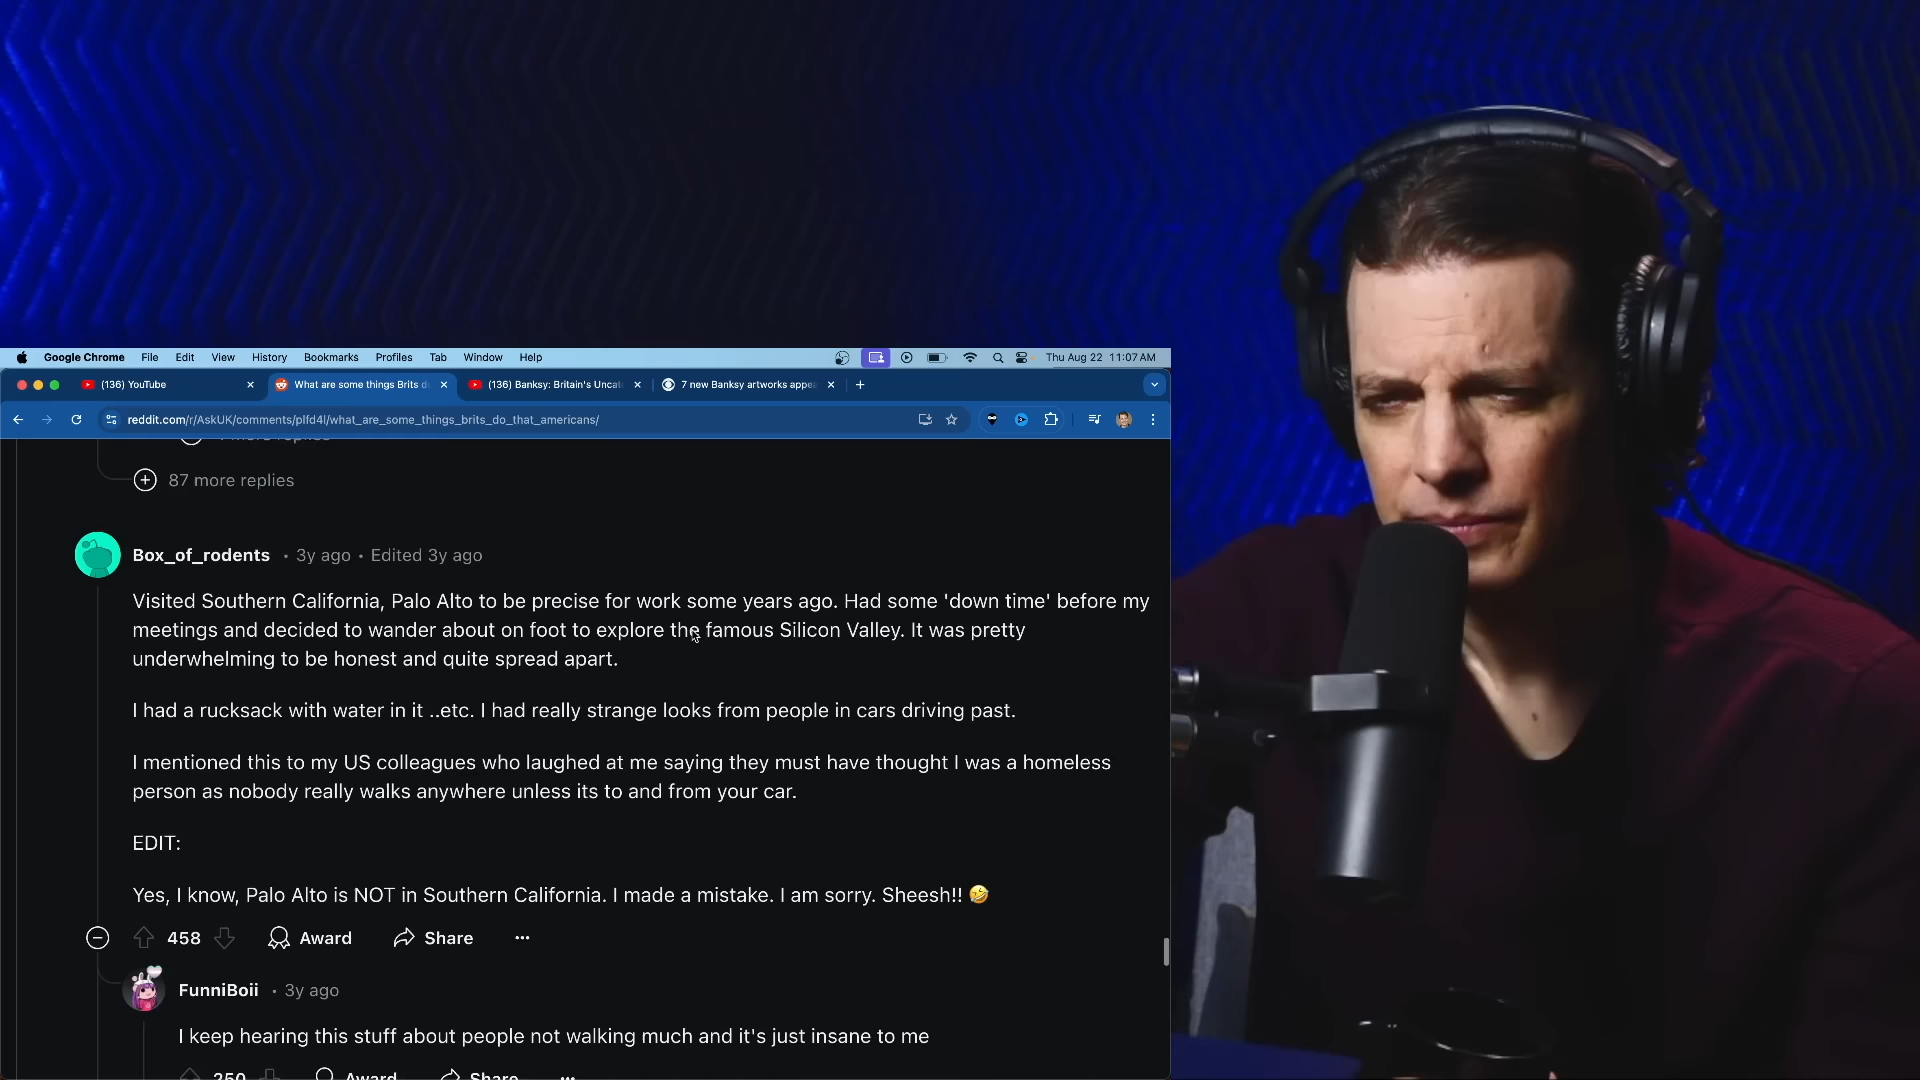 Google Chrome File Edit View History Bookmarks Profiles Tab Window Help Thu Aug 22 11:07 AM
(136) YouTube What are some things Brits d (136) Banksy: Britain's Uncat 7 new Banksy artworks appea
reddit.com/r/AskUK/comments/plfd4l/what_are_some_things_brits_do_that_americans/
87 more replies
Box_of_rodents • 3y ago • Edited 3y ago
Visited Southern California, Palo Alto to be precise for work some years ago. Had some 'down time' before my
meetings and decided to wander about on foot to explore the famous Silicon Valley. It was pretty
underwhelming to be honest and quite spread apart.
I had a rucksack with water in it ..etc. I had really strange looks from people in cars driving past.
I mentioned this to my US colleagues who laughed at me saying they must have thought I was a homeless
person as nobody really walks anywhere unless its to and from your car.
EDIT:
Yes, I know, Palo Alto is NOT in Southern California. I made a mistake. I am sorry. Sheesh!! 🤣
458 Award Share
FunniBoii • 3y ago
I keep hearing this stuff about people not walking much and it's just insane to me
250 Award Share